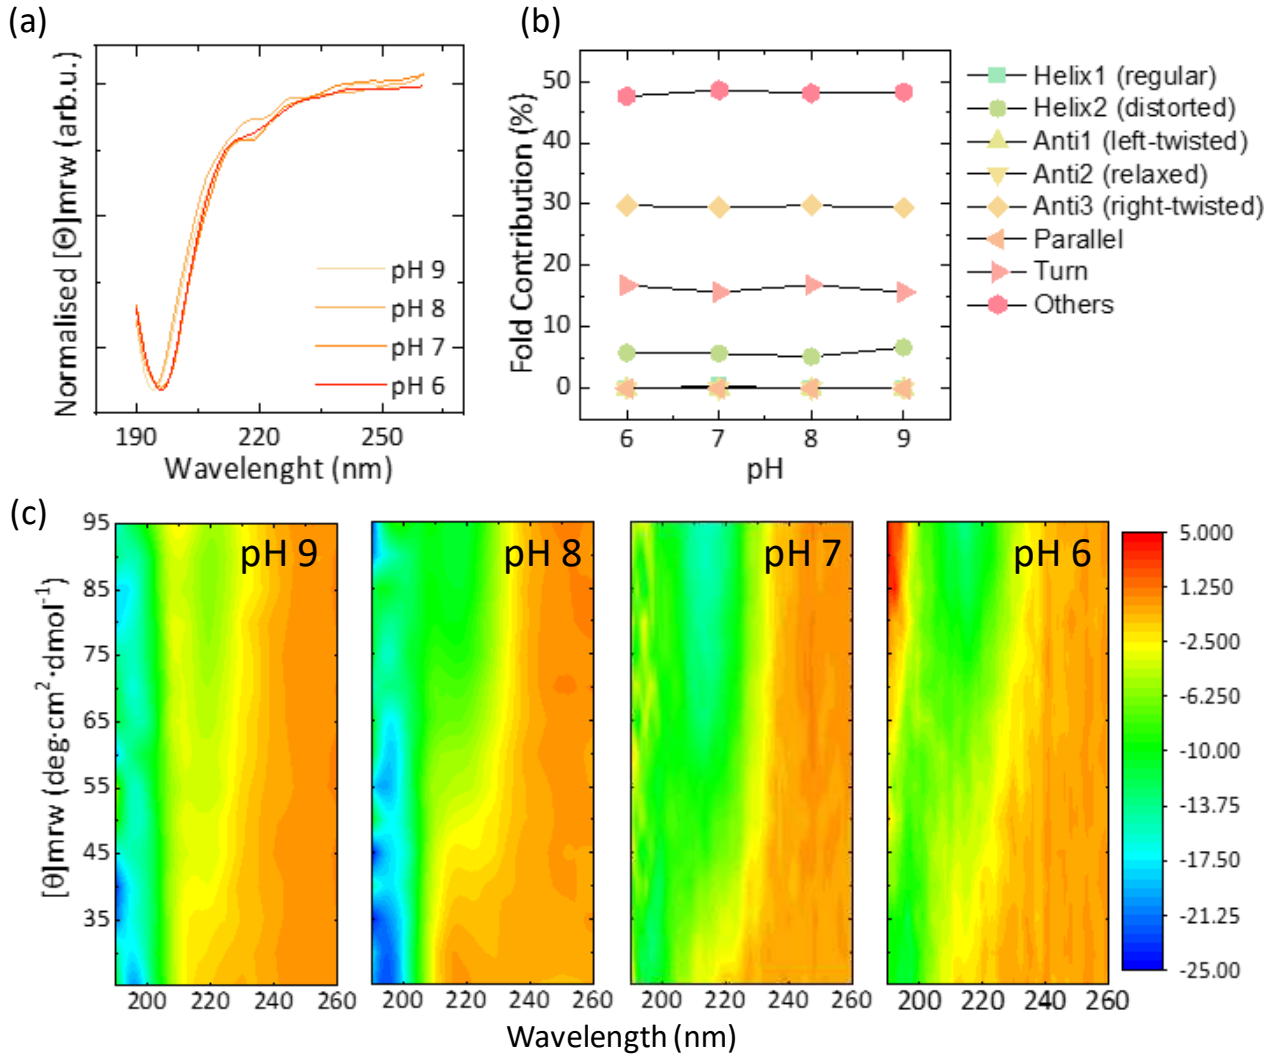 (a)
Normalised [Θ]mrw (arb.u.)
pH 9
pH 8
pH 7
pH 6
190 220 250
Wavelenght (nm)
(b)
Fold Contribution (%)
50
40
30
20
10
0
6 7 8 9
pH
Helix1 (regular)
Helix2 (distorted)
Anti1 (left-twisted)
Anti2 (relaxed)
Anti3 (right-twisted)
Parallel
Turn
Others
(c)
[θ]mrw (deg·cm²·dmol⁻¹)
95
85
75
65
55
45
35
pH 9
pH 8
pH 7
pH 6
200 220 240 260
200 220 240 260
200 220 240 260
200 220 240 260
Wavelength (nm)
5.000
1.250
-2.500
-6.250
-10.00
-13.75
-17.50
-21.25
-25.00